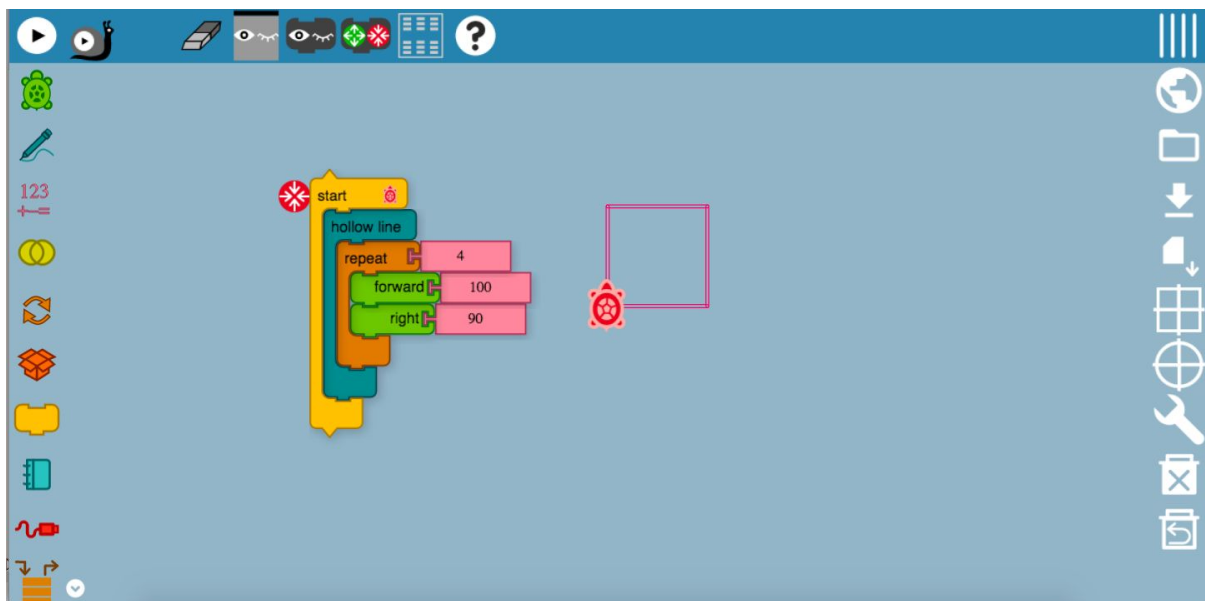 ?
123
+−=
start
hollow line
repeat 4
forward 100
right 90